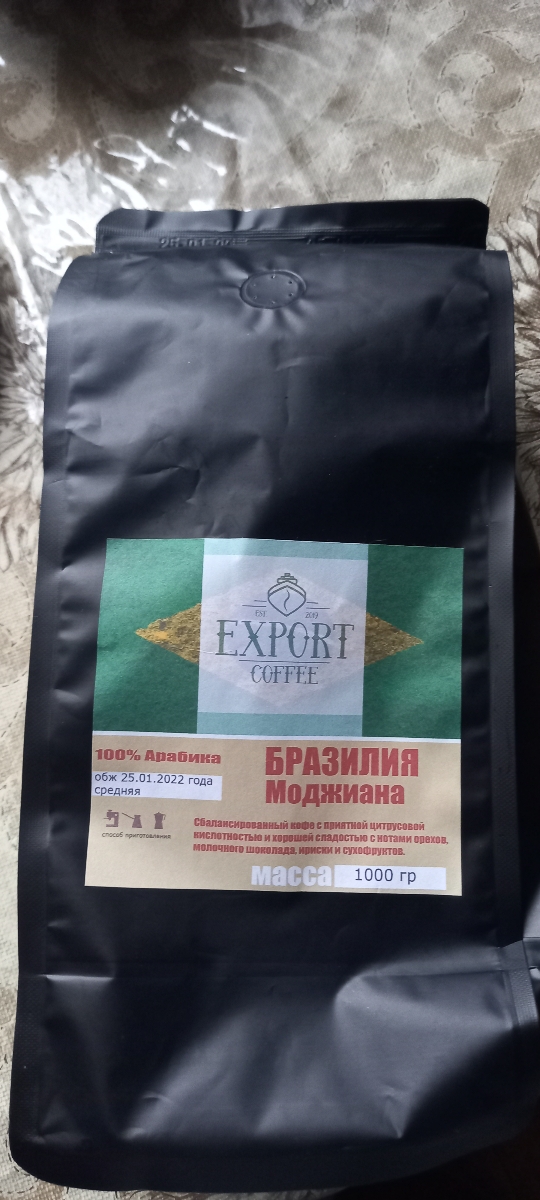 EST 2019
EXPORT
COFFEE
100% Арабика
обж 25.01.2022 года
средняя
способ приготовления
БРАЗИЛИЯ
Моджиана
Сбалансированный кофе с приятной цитрусовой
кислотностью и хорошей сладостью с нотами орехов,
молочного шоколада, ириски и сухофруктов.
масса 1000 гр